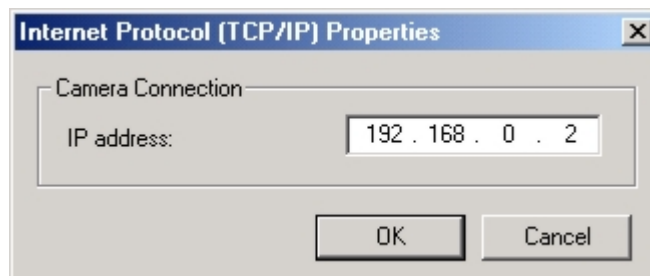 Internet Protocol (TCP/IP) Properties
Camera Connection
IP address: 192 . 168 . 0 . 2
OK Cancel